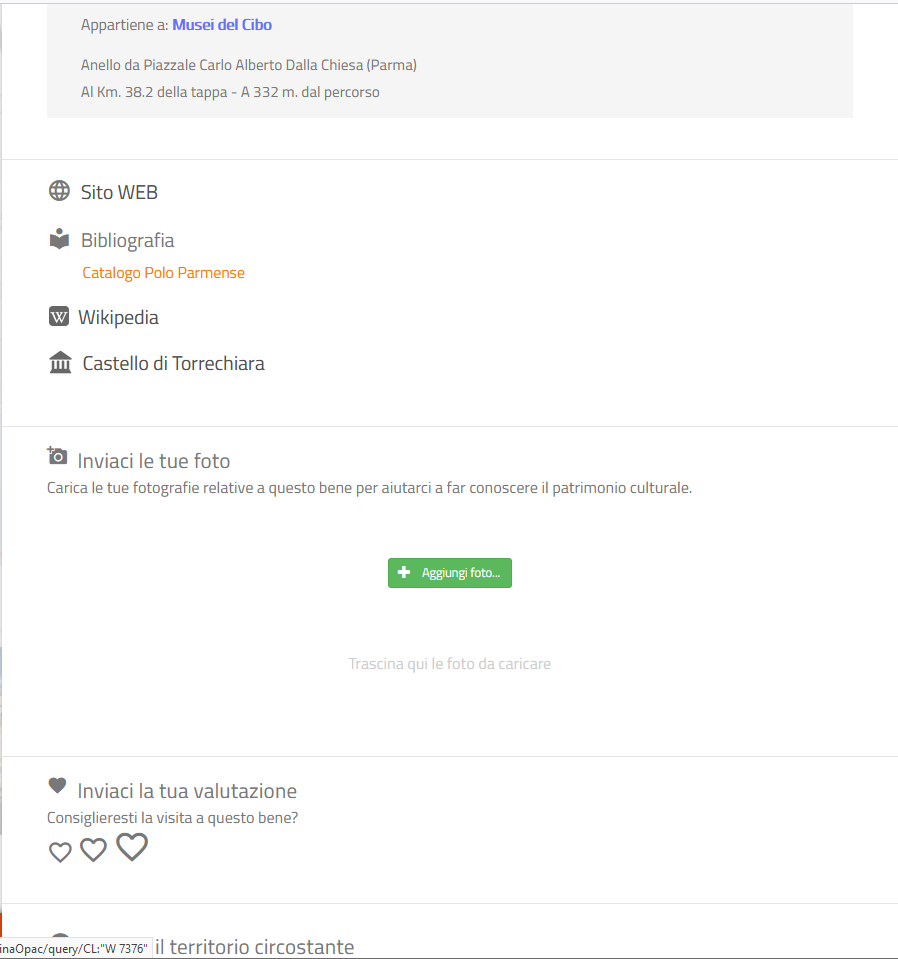 Appartiene a: Musei del Cibo
Anello da Piazzale Carlo Alberto Dalla Chiesa (Parma)
Al Km. 38.2 della tappa - A 332 m. dal percorso
Sito WEB
Bibliografia
Catalogo Polo Parmense
W Wikipedia
Castello di Torrechiara
Inviaci le tue foto
Carica le tue fotografie relative a questo bene per aiutarci a far conoscere il patrimonio culturale.
Aggiungi foto...
Trascina qui le foto da caricare
Inviaci la tua valutazione
Consiglieresti la visita a questo bene?
inaOpac/query/CL:"W 7376" il territorio circostante